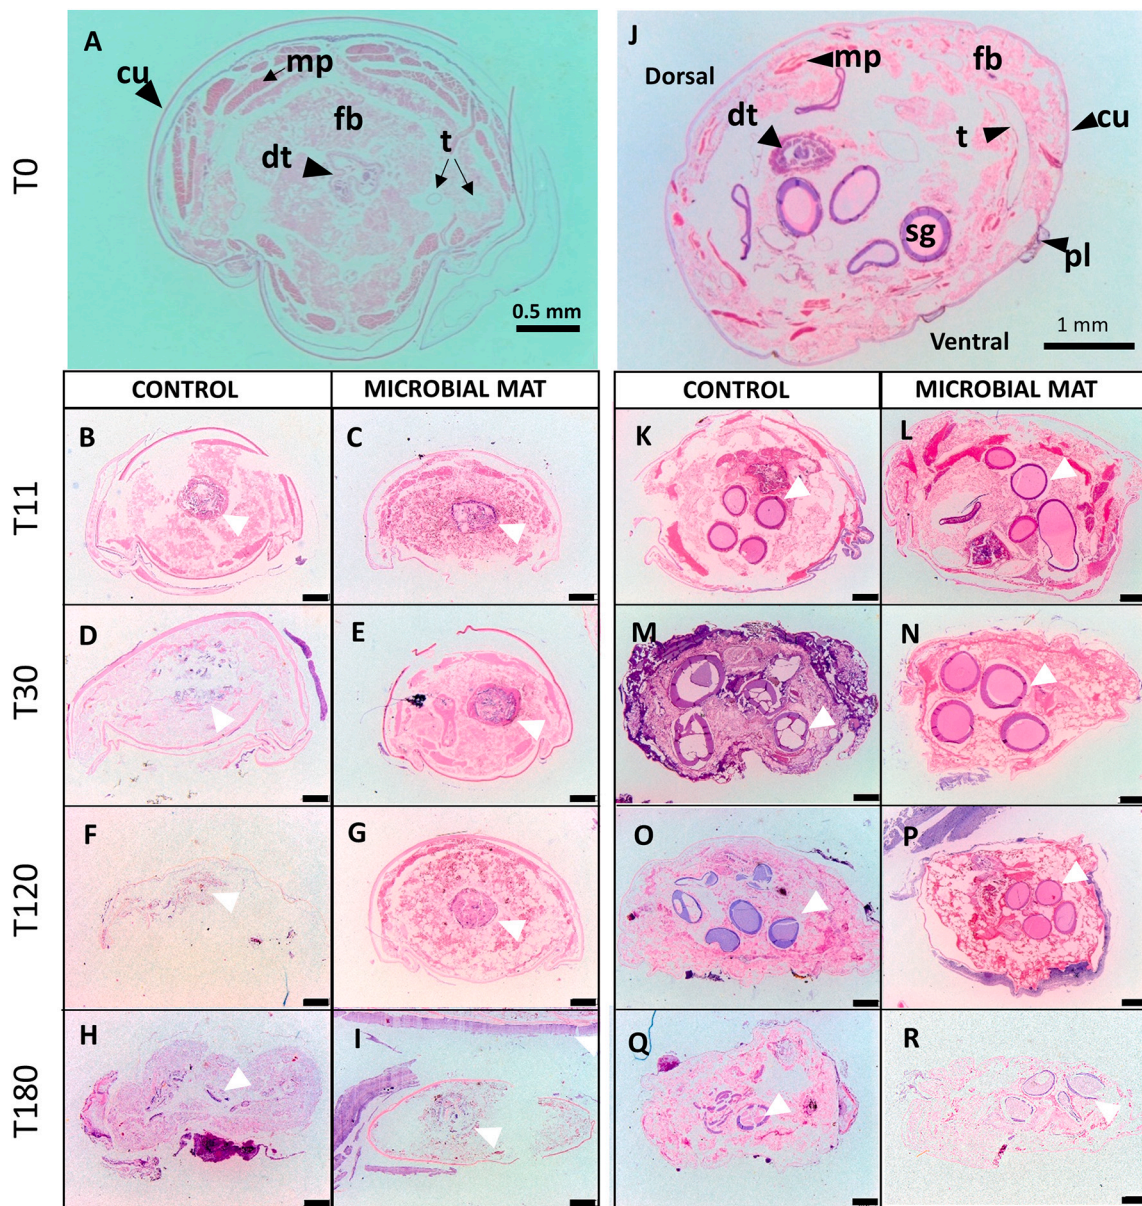 T0
A
cu
mp
fb
dt
t
0.5 mm
J
Dorsal
mp
fb
dt
t
cu
sg
pl
Ventral
1 mm
CONTROL
MICROBIAL MAT
CONTROL
MICROBIAL MAT
T11
B
C
K
L
T30
D
E
M
N
T120
F
G
O
P
T180
H
I
Q
R